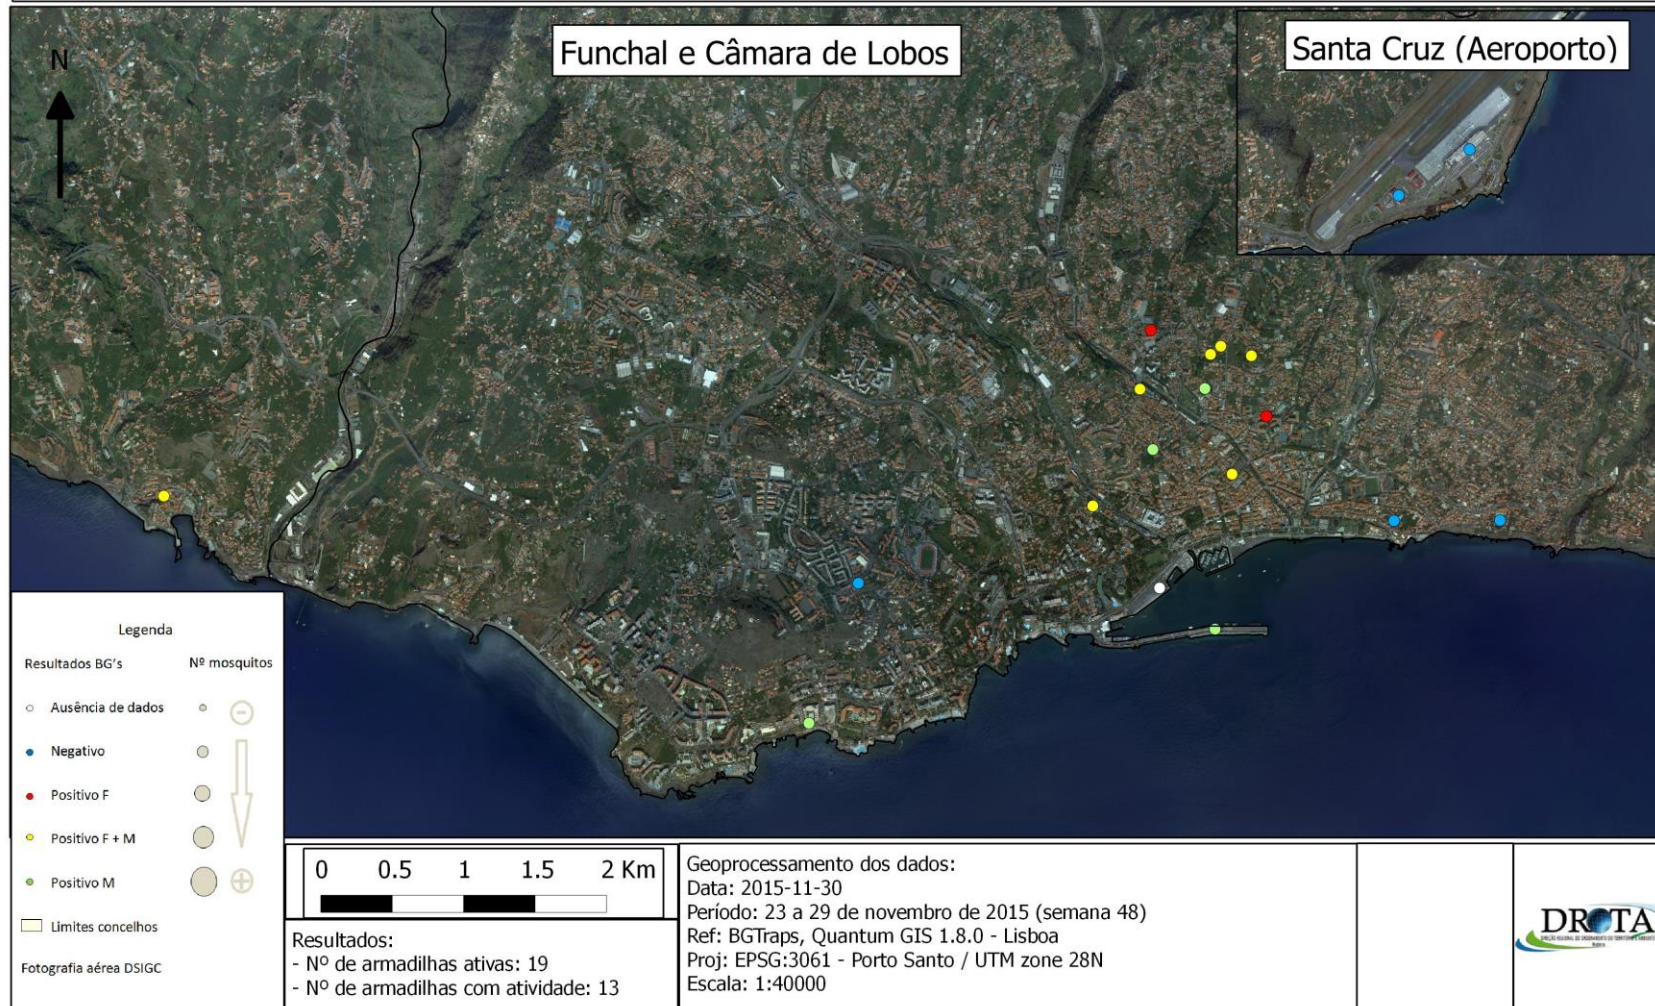 Funchal e Câmara de Lobos
Santa Cruz (Aeroporto)
N
Legenda
Resultados BG's
Nº mosquitos
Ausência de dados
Negativo
Positivo F
Positivo F + M
Positivo M
Limites concelhos
Fotografia aérea DSIGC
0 0.5 1 1.5 2 Km
Resultados:
- Nº de armadilhas ativas: 19
- Nº de armadilhas com atividade: 13
Geoprocessamento dos dados:
Data: 2015-11-30
Período: 23 a 29 de novembro de 2015 (semana 48)
Ref: BGTraps, Quantum GIS 1.8.0 - Lisboa
Proj: EPSG:3061 - Porto Santo / UTM zone 28N
Escala: 1:40000
DROTA